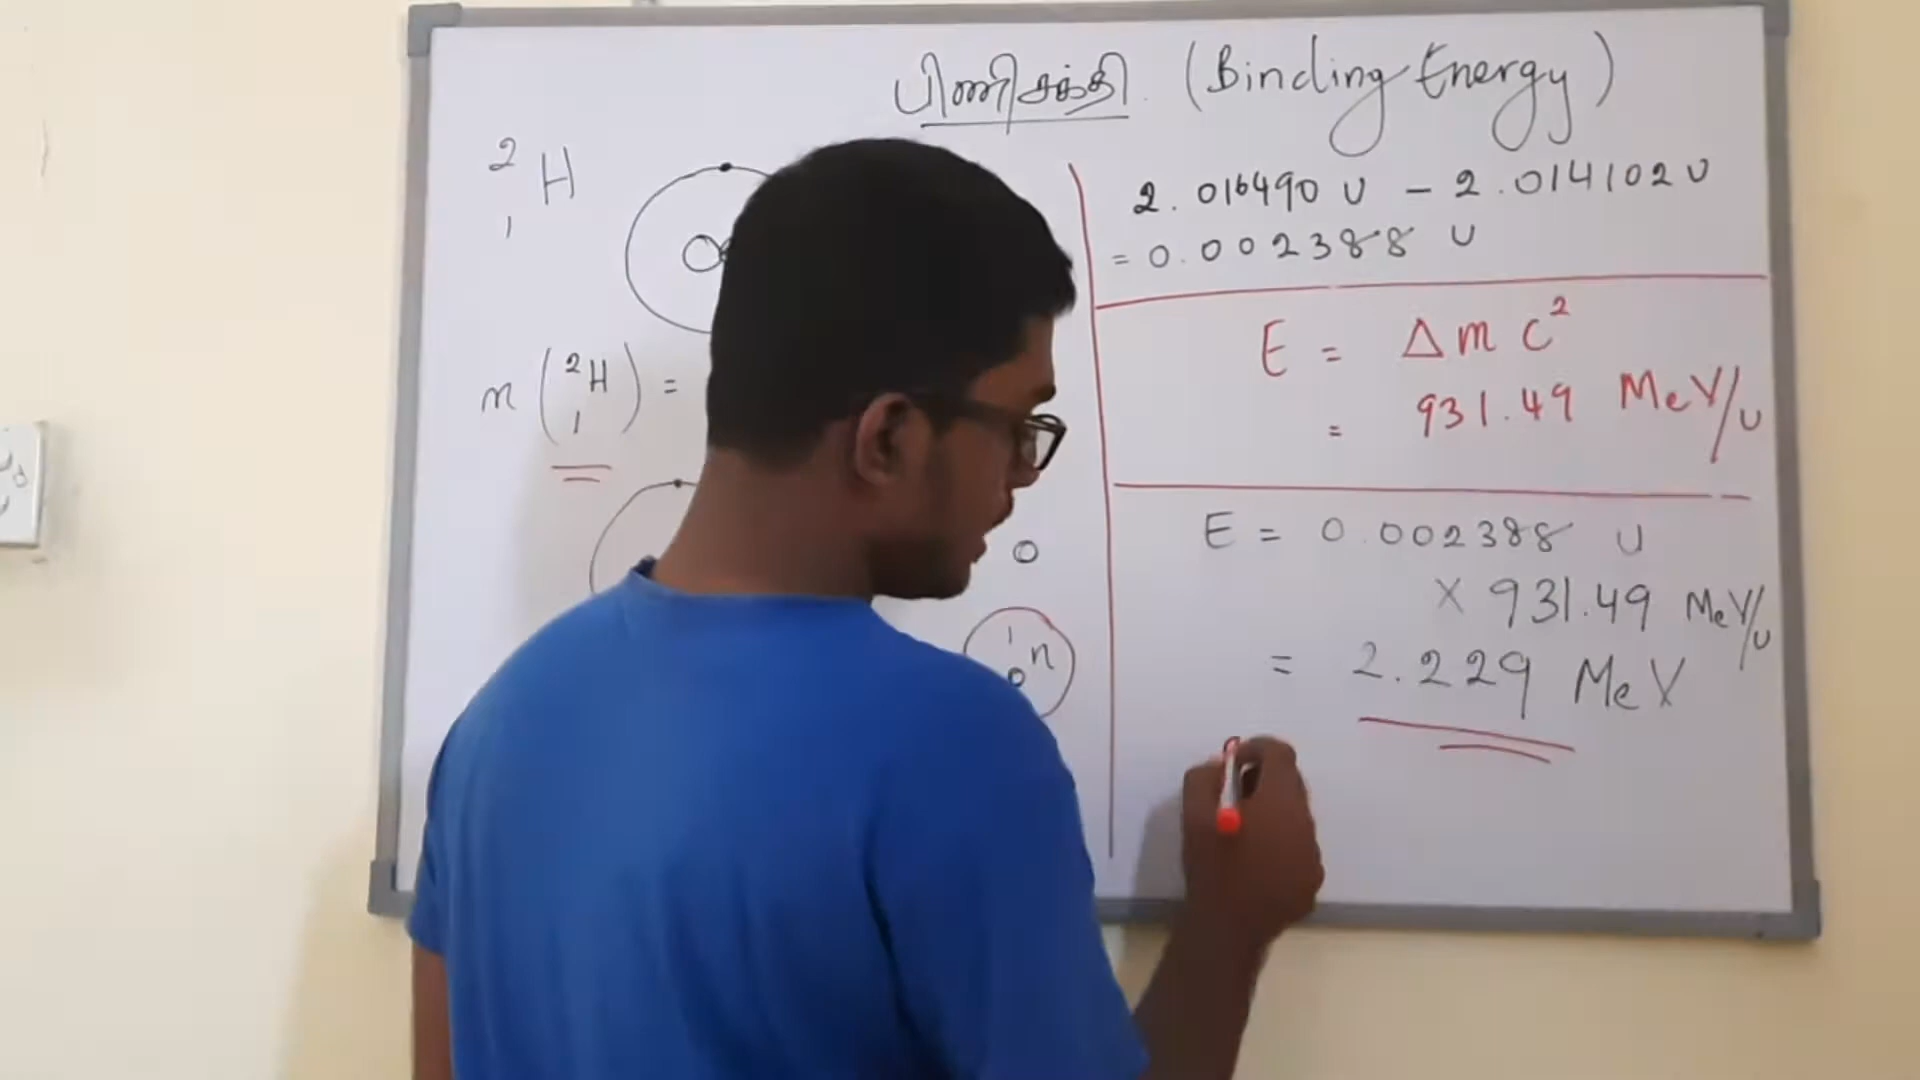 பிணிசக்தி (Binding Energy)
2
1 H
m ( 2 1 H ) =
1
0 n
2.016490 U - 2.014102 U
= 0.002388 U
E = Δm c²
= 931.49 MeV/U
E = 0.002388 U
× 931.49 MeV/U
= 2.229 MeV